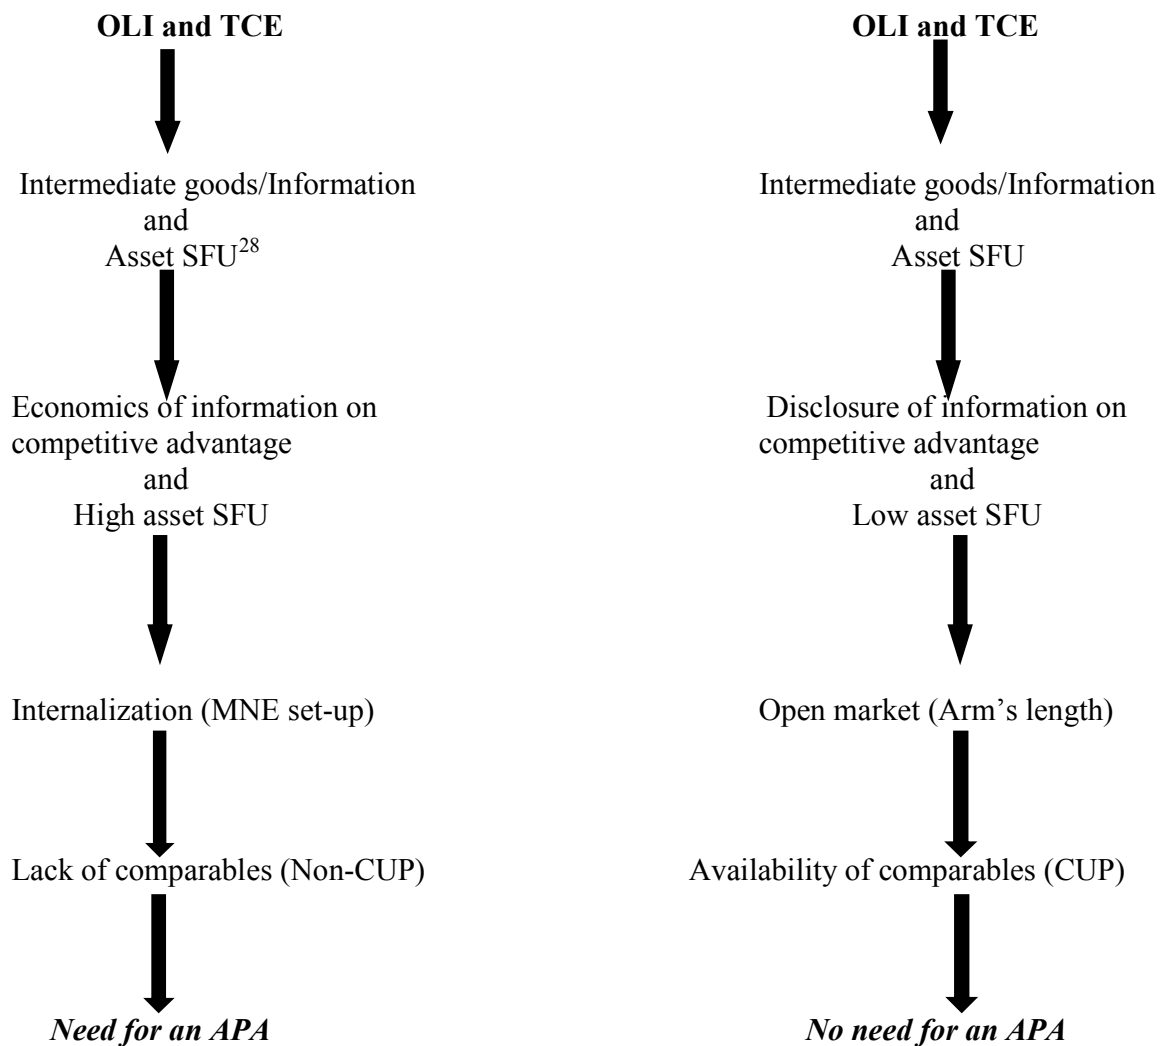 OLI and TCE
Intermediate goods/Information
and
Asset SFU28
Economics of information on
competitive advantage
and
High asset SFU
Internalization (MNE set-up)
Lack of comparables (Non-CUP)
Need for an APA
OLI and TCE
Intermediate goods/Information
and
Asset SFU
Disclosure of information on
competitive advantage
and
Low asset SFU
Open market (Arm's length)
Availability of comparables (CUP)
No need for an APA